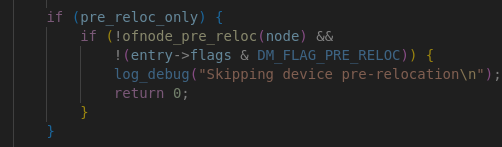 if (pre_reloc_only) {
if (!ofnode_pre_reloc(node) &&
!(entry->flags & DM_FLAG_PRE_RELOC)) {
log_debug("Skipping device pre-relocation\n");
return 0;
}
}